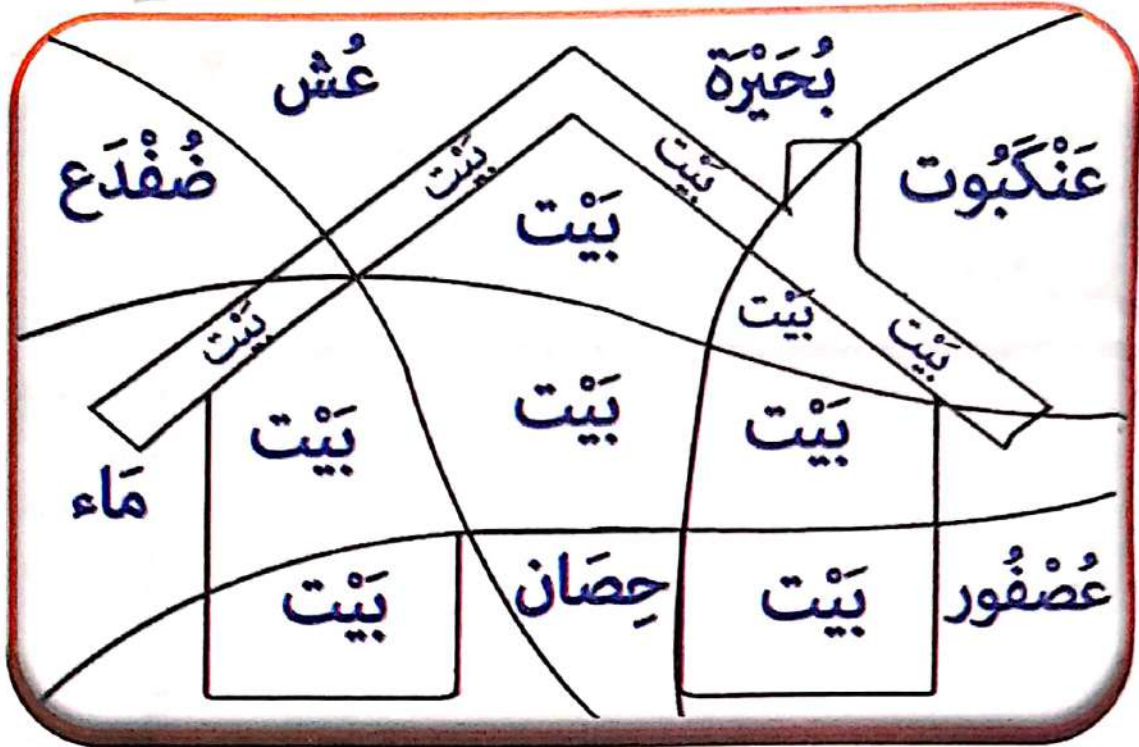 بُحَيْرَة عُش
عَنْكَبُوت ضُفْدَع
بَيْت بَيْت
بَيْت
بَيْت بَيْت بَيْت
بَيْت بَيْت بَيْت
مَاء
عُصْفُور بَيْت حِصَان بَيْت